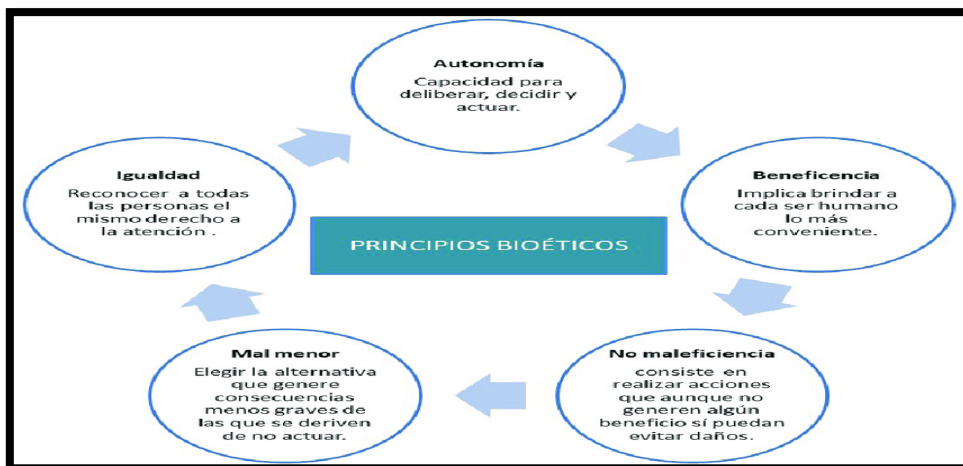 Autonomía
Capacidad para
deliberar, decidir y
actuar.
Igualdad
Reconocer a todas
las personas el
mismo derecho a
la atención .
Beneficencia
Implica brindar a
cada ser humano
lo más
conveniente.
PRINCIPIOS BIOÉTICOS
Mal menor
Elegir la alternativa
que genere
consecuencias
menos graves de
las que se deriven
de no actuar.
No maleficiencia
consiste en
realizar acciones
que aunque no
generen algún
beneficio sí puedan
evitar daños.